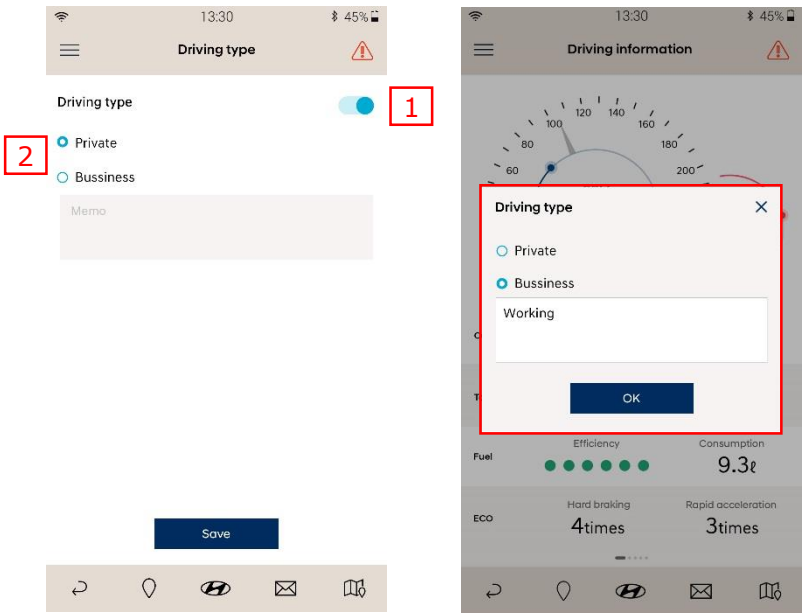 13:30
45%
Driving type
Driving type
1
2
Private
Bussiness
Memo
Save
13:30
45%
Driving information
60
80
100
120
140
160
180
200
Driving type
Private
Bussiness
Working
OK
Fuel
Efficiency
Consumption
9.3ℓ
ECO
Hard braking
Rapid acceleration
4times
3times